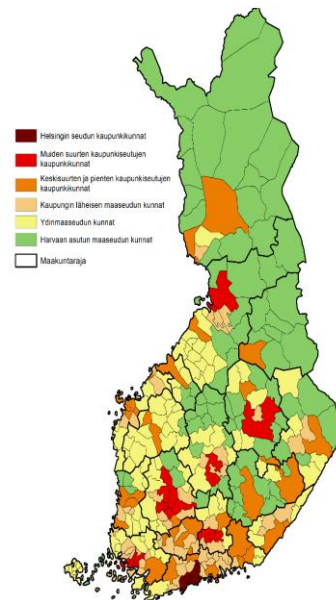 Helsingin seudun kaupunkikunnat
Muiden suurten kaupunkiseutujen
kaupunkikunnat
Keskisuurten ja pienten kaupunkiseutujen
kaupunkikunnat
Kaupungin läheisen maaseudun kunnat
Ydinmaaseudun kunnat
Harvaan asutun maaseudun kunnat
Maakuntaraja